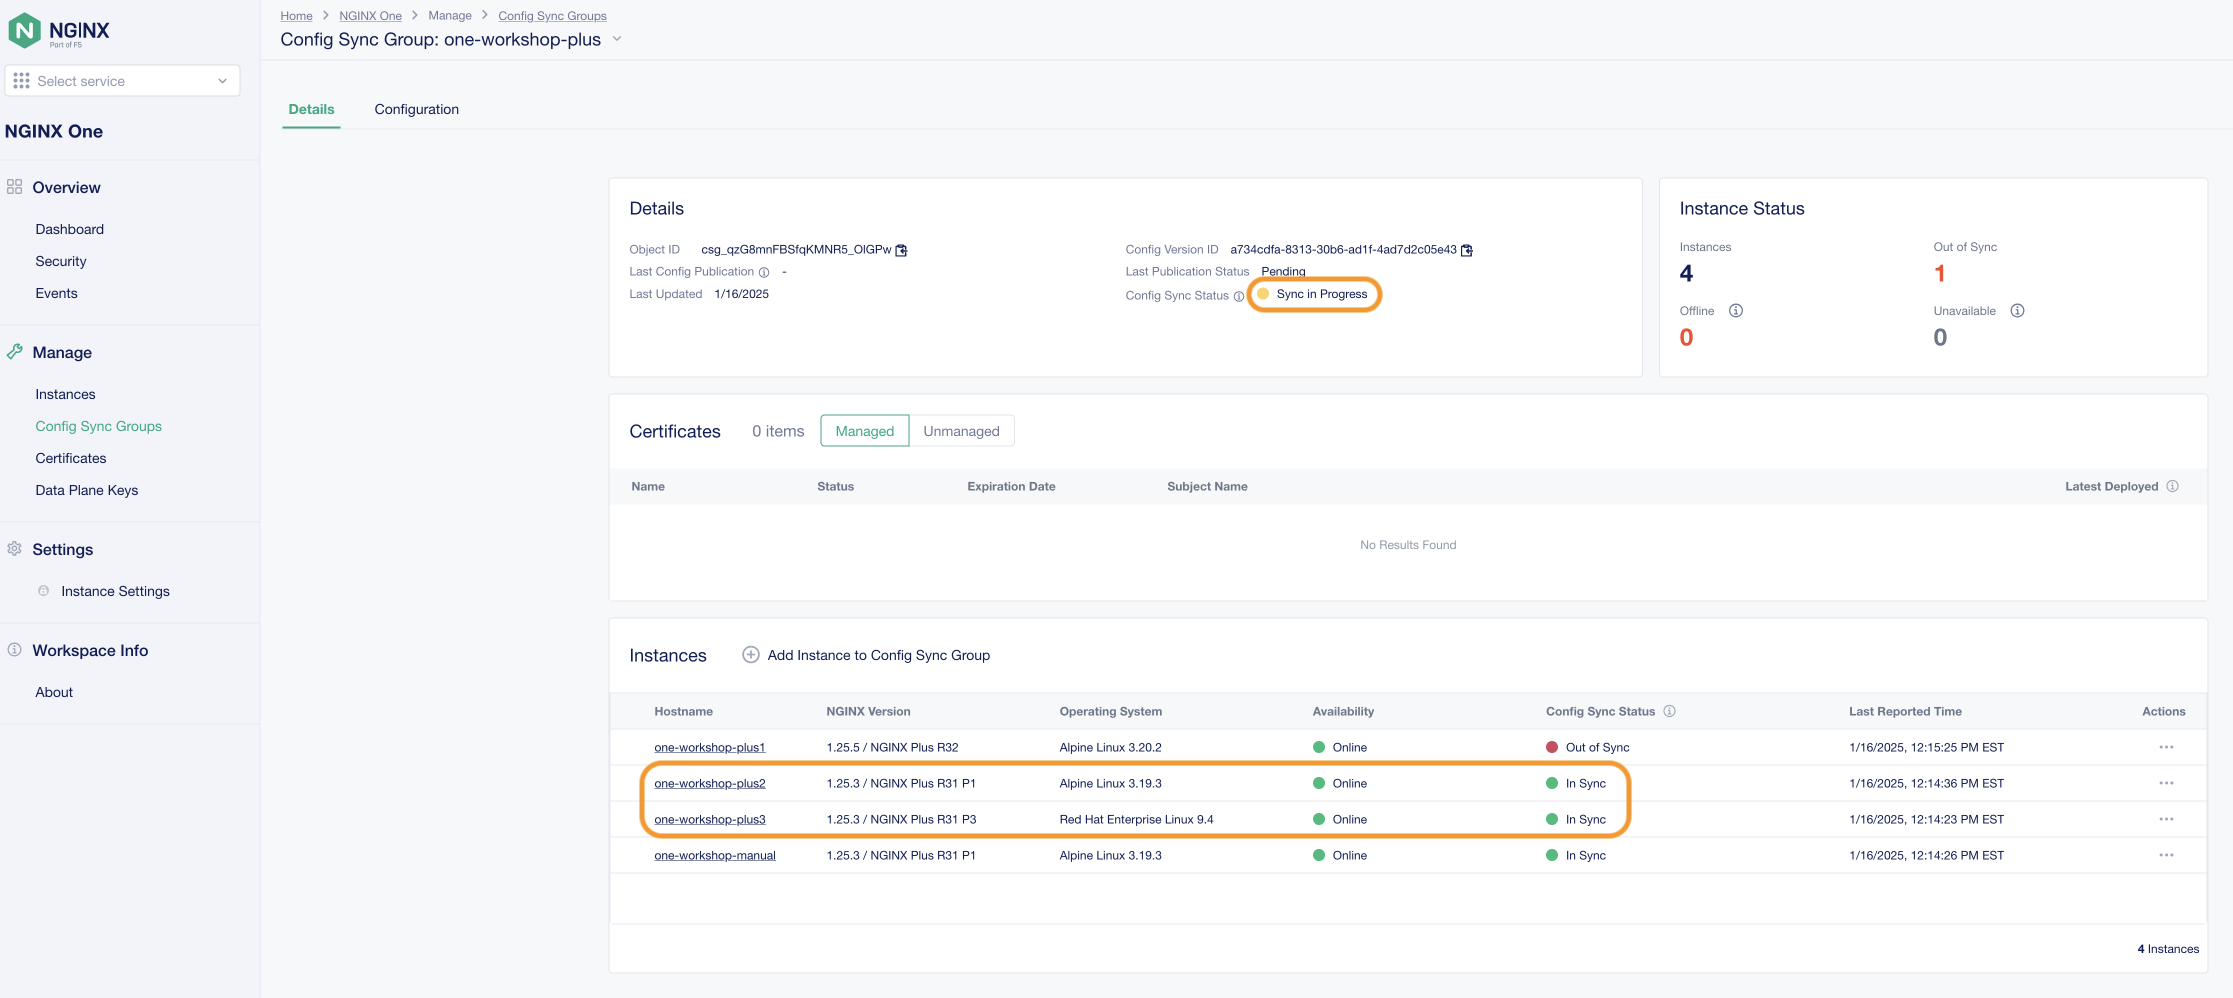 NGINX
Part of F5
Select service
NGINX One
Overview
Dashboard
Security
Events
Manage
Instances
Config Sync Groups
Certificates
Data Plane Keys
Settings
Instance Settings
Workspace Info
About
Home > NGINX One > Manage > Config Sync Groups
Config Sync Group: one-workshop-plus
Details Configuration
Details
Object ID csg_qzG8mnFBSfqKMNR5_OlGPw
Last Config Publication -
Last Updated 1/16/2025
Config Version ID a734cdfa-8313-30b6-ad1f-4ad7d2c05e43
Last Publication Status Pending
Config Sync Status Sync in Progress
Instance Status
Instances Out of Sync
4 1
Offline Unavailable
0 0
Certificates 0 items Managed Unmanaged
Name Status Expiration Date Subject Name Latest Deployed
No Results Found
Instances Add Instance to Config Sync Group
Hostname NGINX Version Operating System Availability Config Sync Status Last Reported Time Actions
one-workshop-plus1 1.25.5 / NGINX Plus R32 Alpine Linux 3.20.2 Online Out of Sync 1/16/2025, 12:15:25 PM EST ...
one-workshop-plus2 1.25.3 / NGINX Plus R31 P1 Alpine Linux 3.19.3 Online In Sync 1/16/2025, 12:14:36 PM EST ...
one-workshop-plus3 1.25.3 / NGINX Plus R31 P3 Red Hat Enterprise Linux 9.4 Online In Sync 1/16/2025, 12:14:23 PM EST ...
one-workshop-manual 1.25.3 / NGINX Plus R31 P1 Alpine Linux 3.19.3 Online In Sync 1/16/2025, 12:14:26 PM EST ...
4 Instances